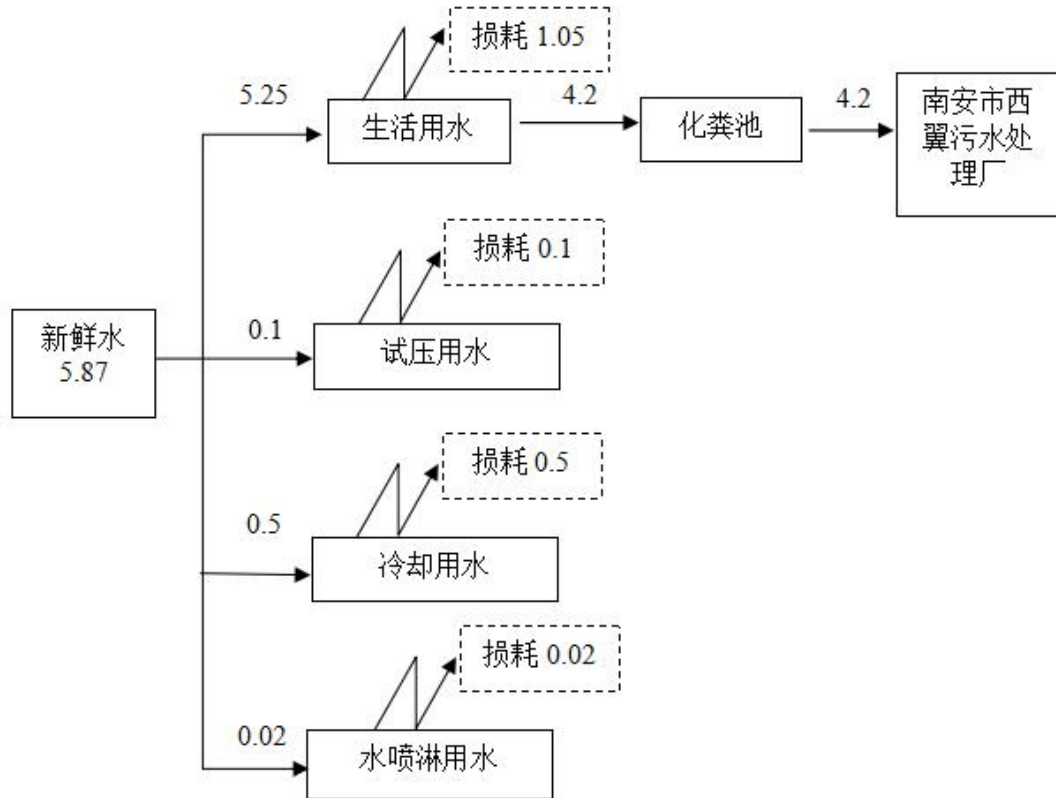 损耗 1.05
5.25
生活用水
4.2
化粪池
4.2
南安市西
翼污水处
理厂
损耗 0.1
新鲜水
5.87
0.1
试压用水
损耗 0.5
0.5
冷却用水
损耗 0.02
0.02
水喷淋用水